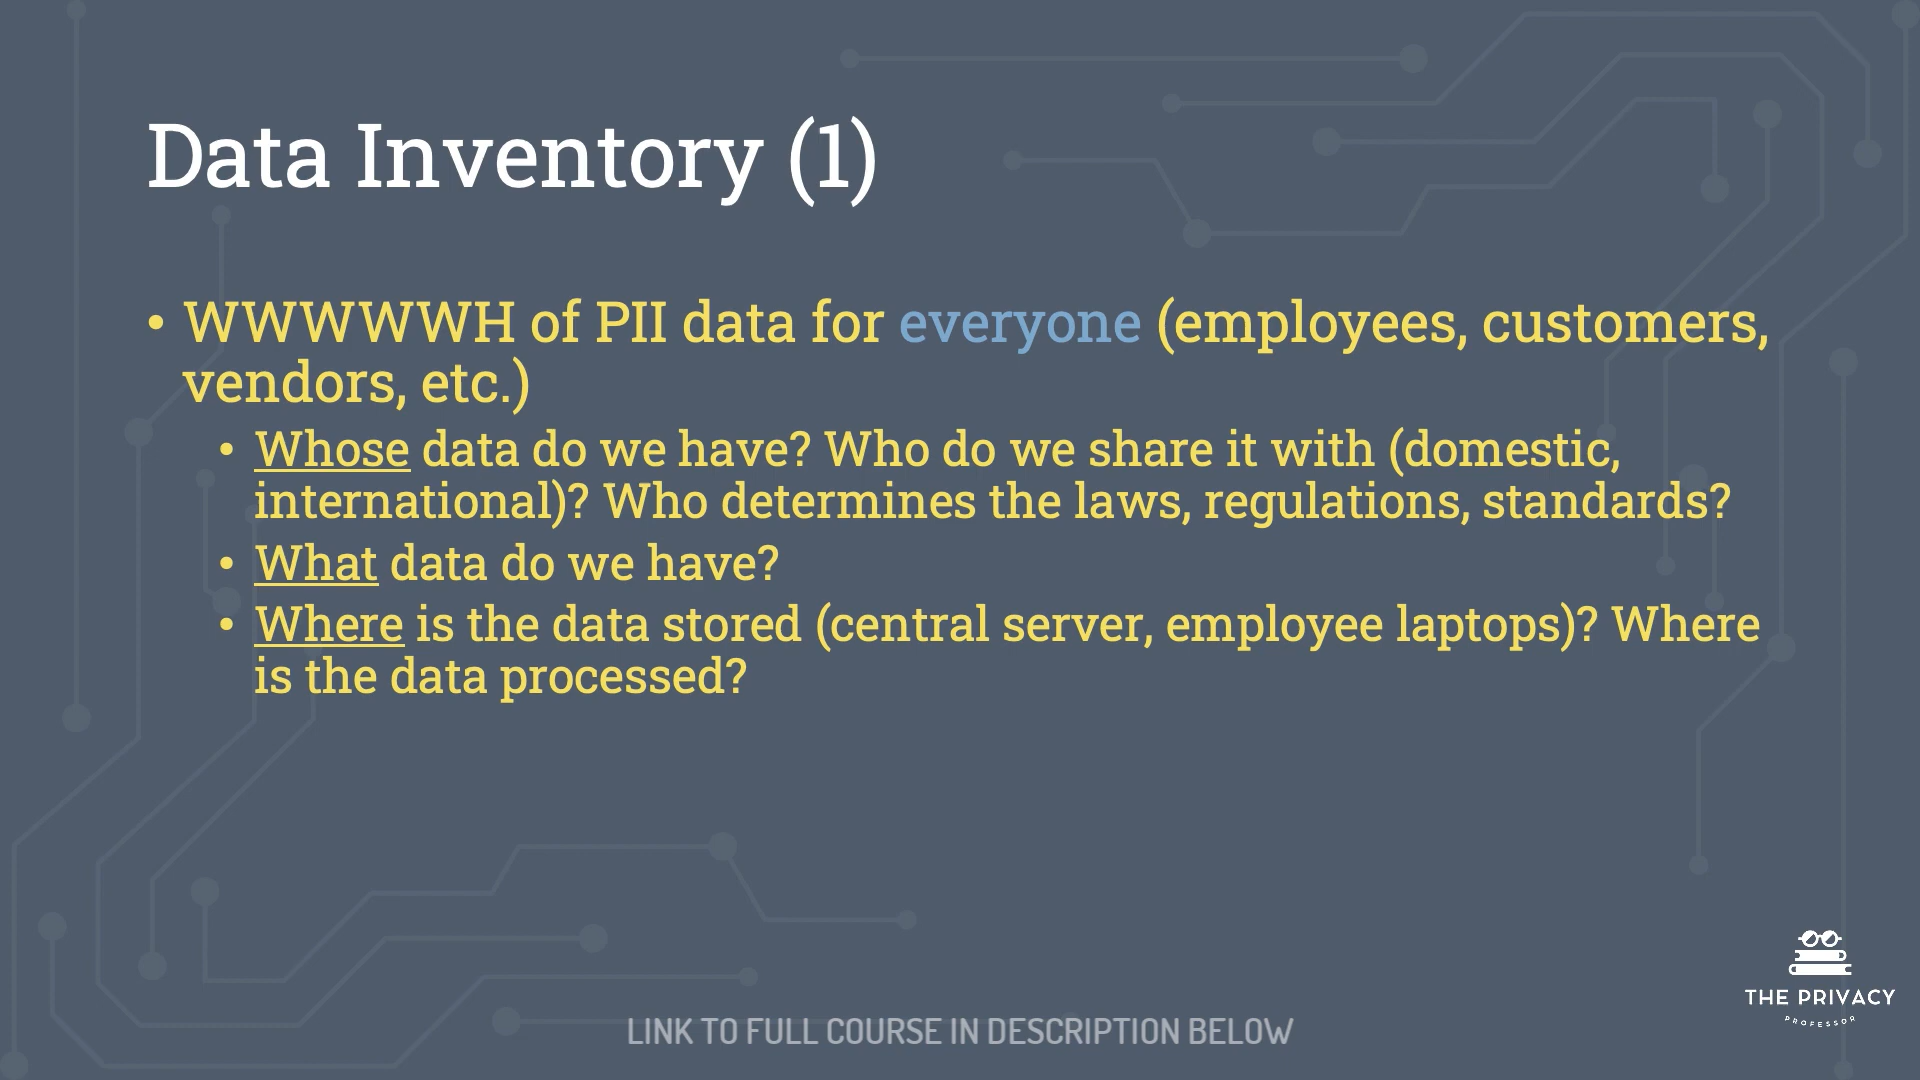 Data Inventory (1)
• WWWWWH of PII data for everyone (employees, customers,
vendors, etc.)
• Whose data do we have? Who do we share it with (domestic,
international)? Who determines the laws, regulations, standards?
• What data do we have?
• Where is the data stored (central server, employee laptops)? Where
is the data processed?
THE PRIVACY
PROFESSOR
LINK TO FULL COURSE IN DESCRIPTION BELOW